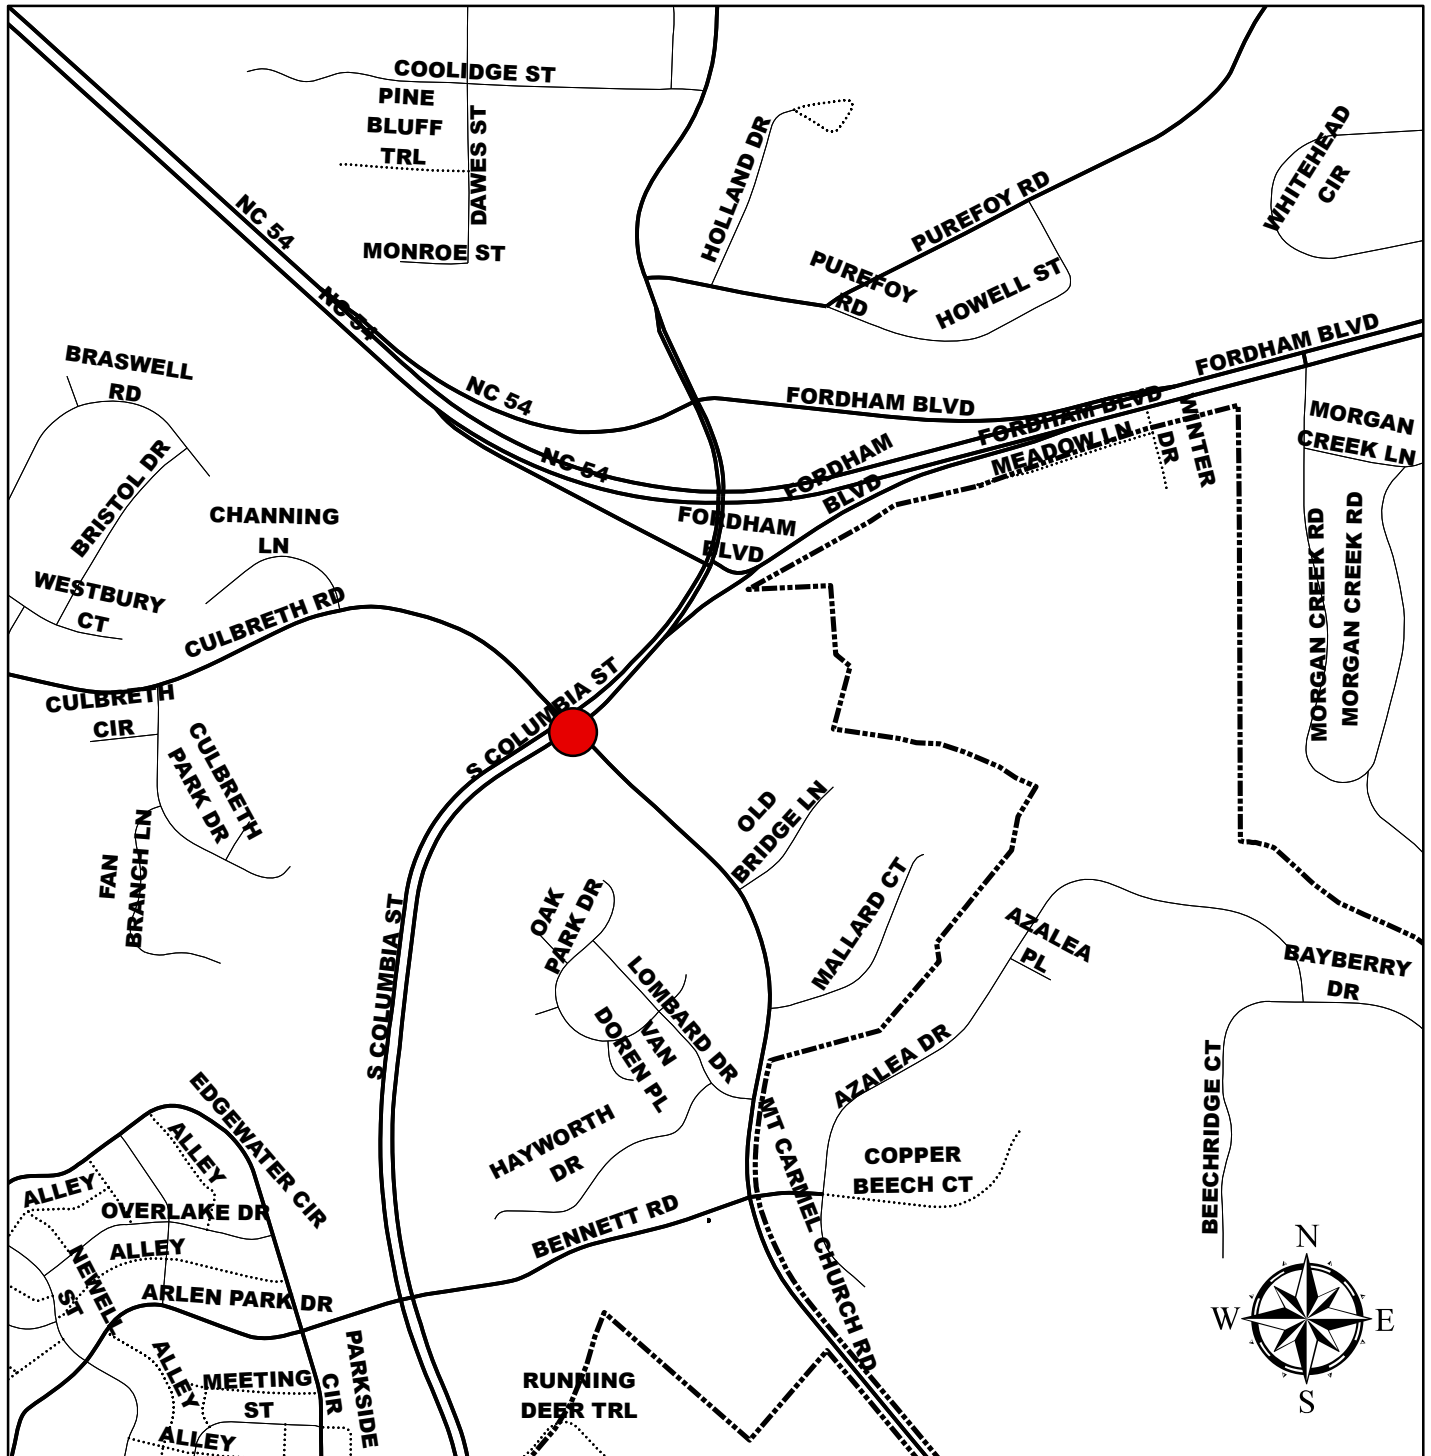 COOLIDGE ST
PINE
BLUFF
TRL
DAWES ST
MONROE ST
NC 54
NC 54
NC 54
NC 54
HOLLAND DR
PUREFOY RD
PUREFOY
RD
HOWELL ST
WHITEHEAD
CIR
FORDHAM BLVD
FORDHAM BLVD
FORDHAM BLVD
FORDHAM
BLVD
FORDHAM
BLVD
MEADOW LN
WINTER
DR
MORGAN
CREEK LN
MORGAN CREEK RD
MORGAN CREEK RD
BRASWELL
RD
BRISTOL DR
CHANNING
LN
WESTBURY
CT
CULBRETH RD
CULBRETH
CIR
CULBRETH
PARK DR
FAN
BRANCH LN
S COLUMBIA ST
S COLUMBIA ST
OLD
BRIDGE LN
MALLARD CT
OAK
PARK DR
LOMBARD DR
VAN
DOREN PL
HAYWORTH
DR
AZALEA
PL
AZALEA DR
BAYBERRY
DR
BEECHRIDGE CT
COPPER
BEECH CT
MT CARMEL CHURCH RD
BENNETT RD
EDGEWATER CIR
ALLEY
ALLEY
OVERLAKE DR
ALLEY
NEWELL
ST
ARLEN PARK DR
ALLEY
MEETING
ST
PARKSIDE
CIR
ALLEY
RUNNING
DEER TRL
N
W
E
S